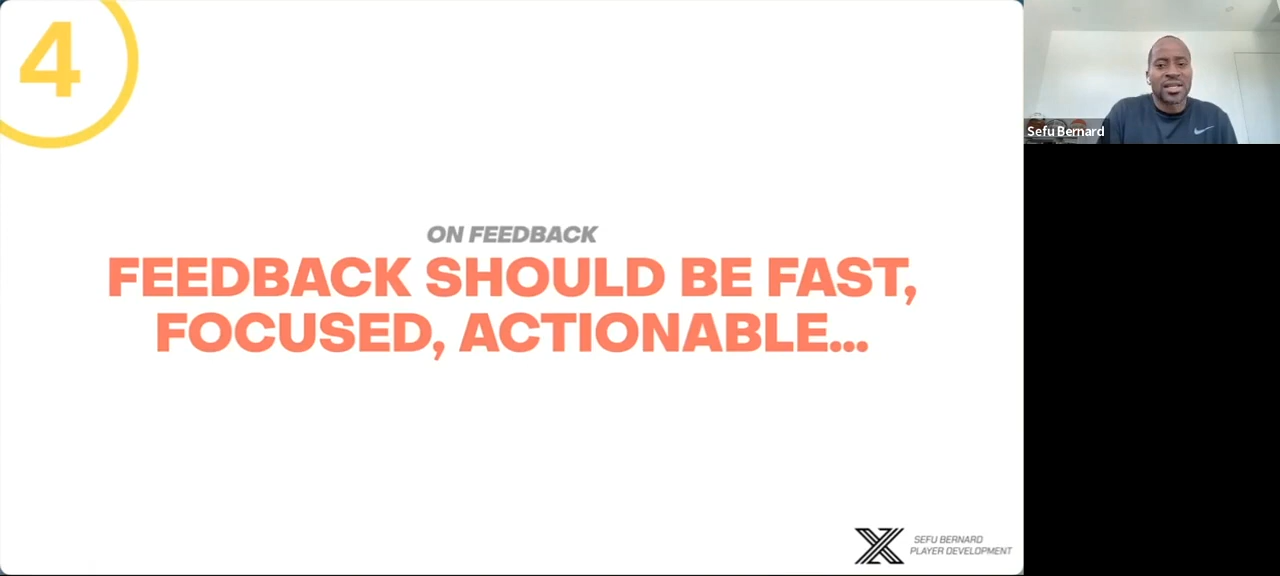 4
ON FEEDBACK
FEEDBACK SHOULD BE FAST,
FOCUSED, ACTIONABLE...
SEFU BERNARD
PLAYER DEVELOPMENT
Sefu Bernard